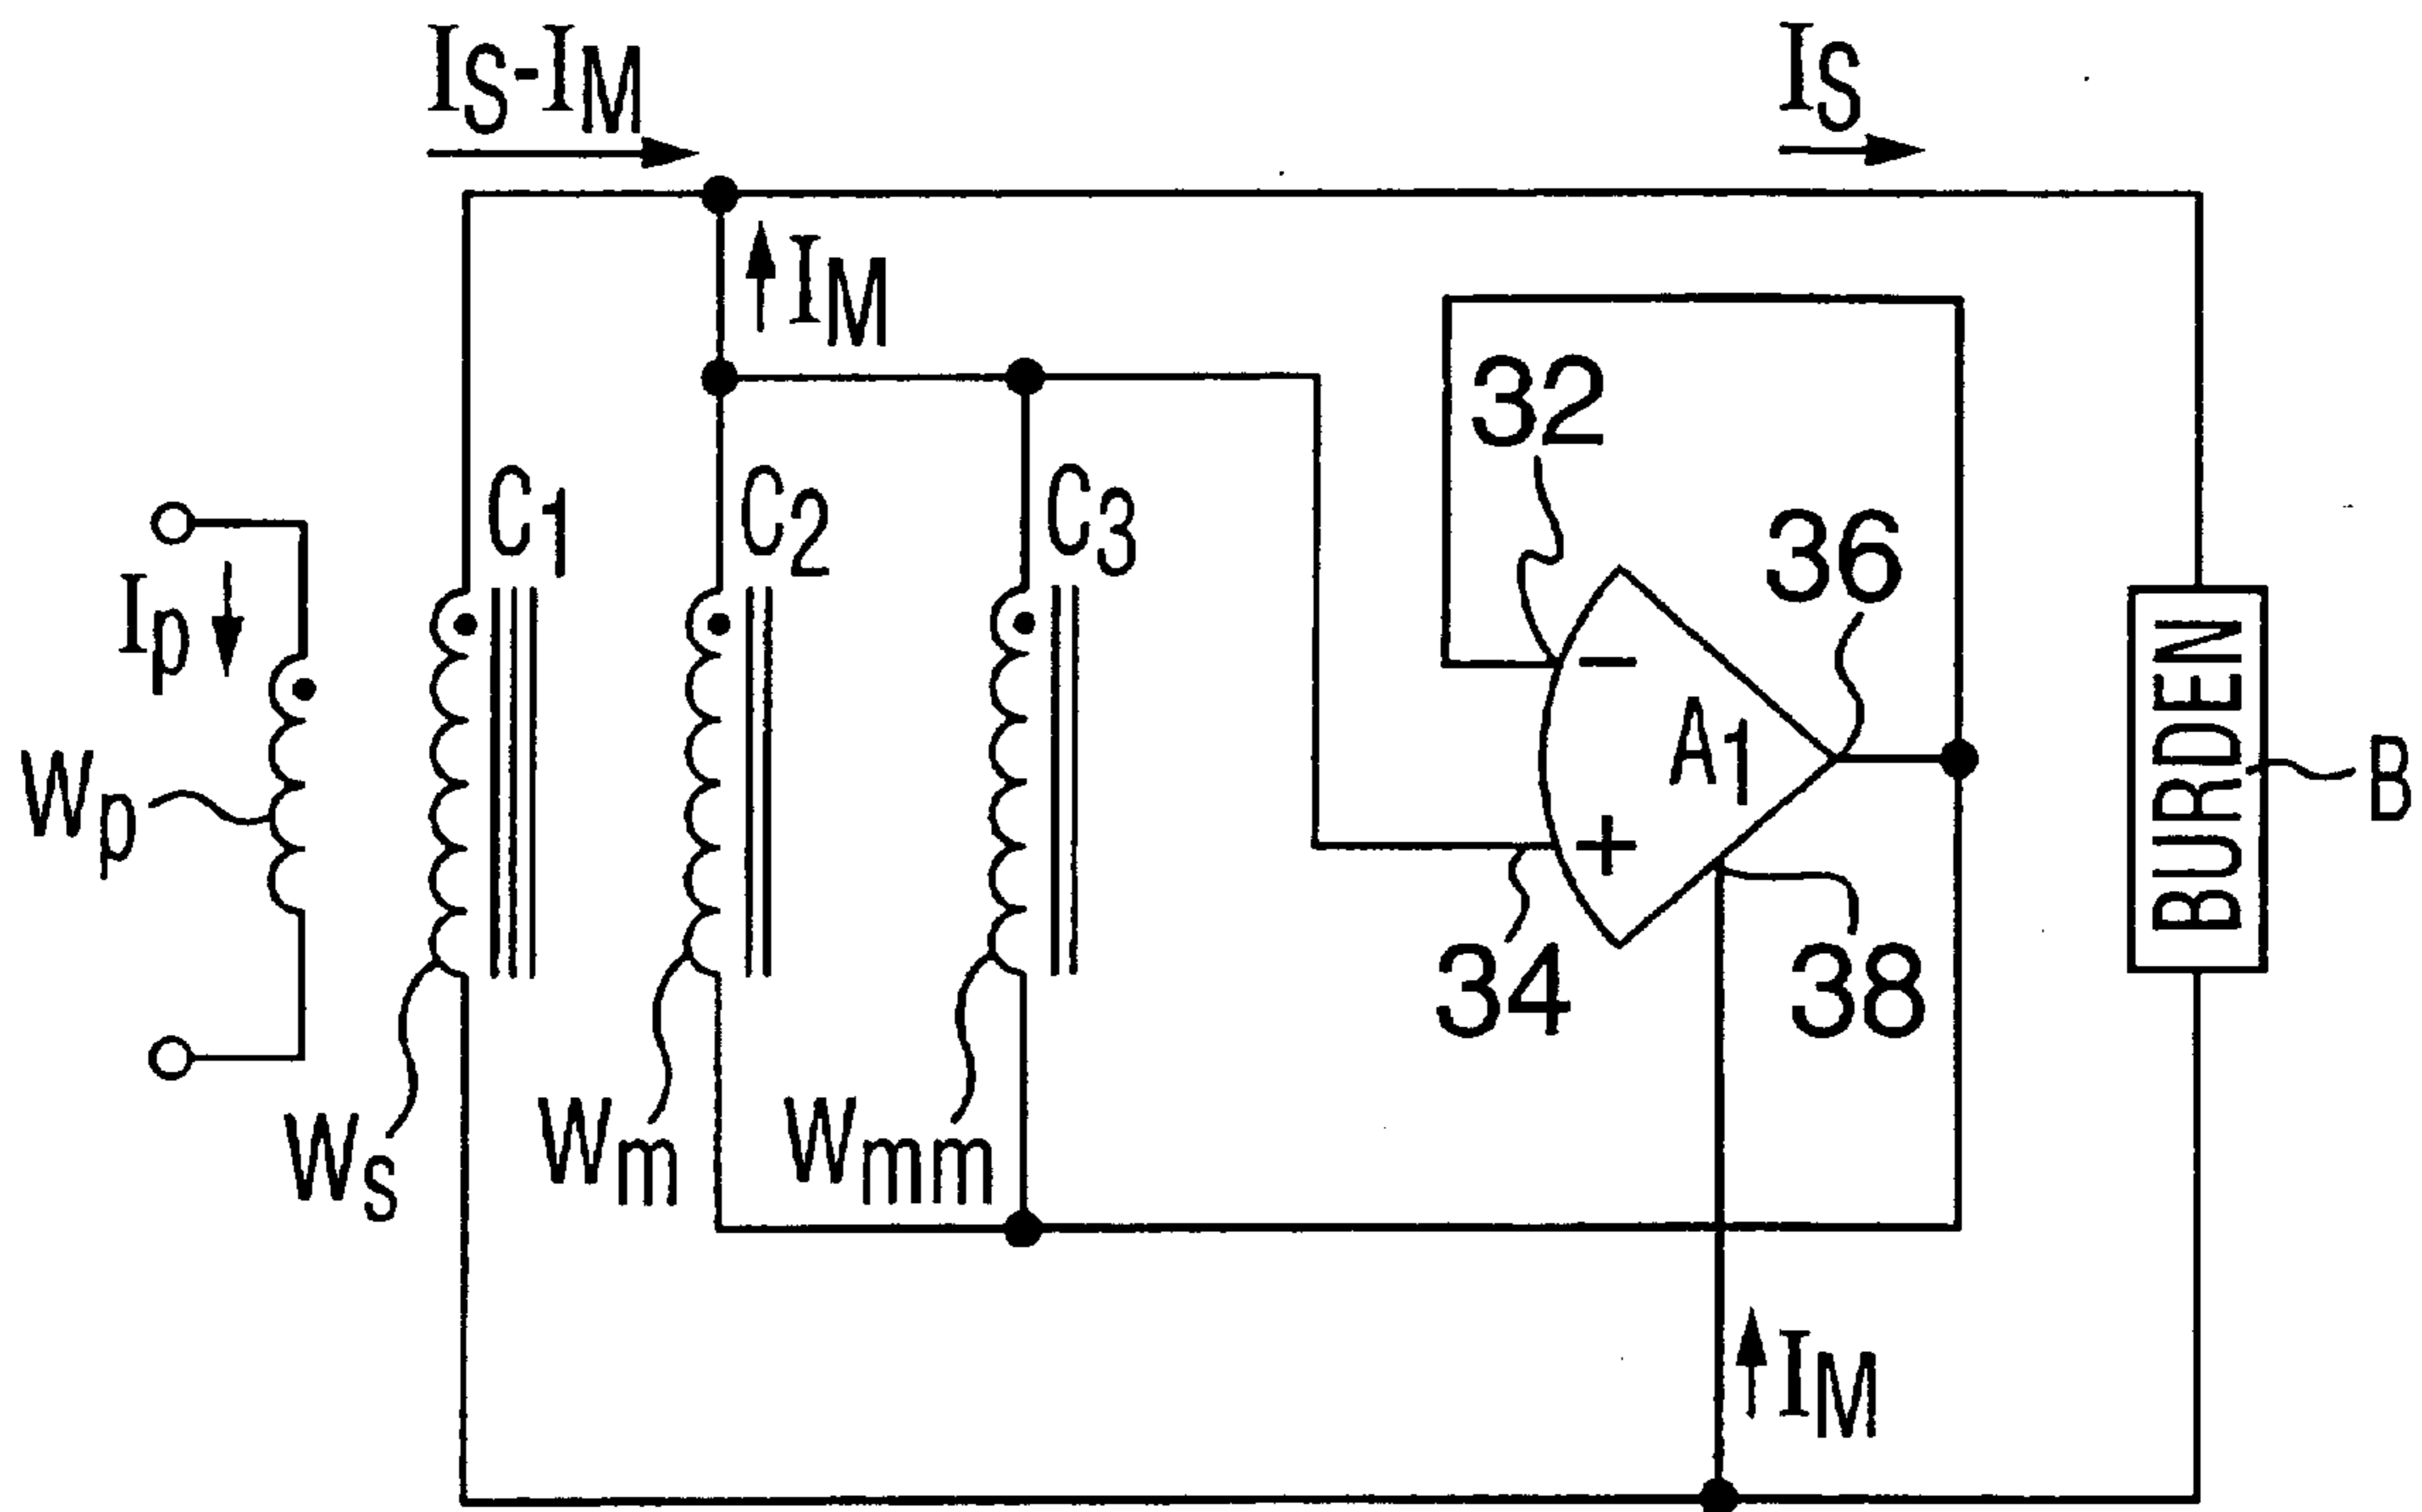 IS-IM
IS
IM
32
C1
C2
C3
36
Ip
A1
BURDEN
B
Wp
34
38
Ws
Wm
Wmm
IM
−
+